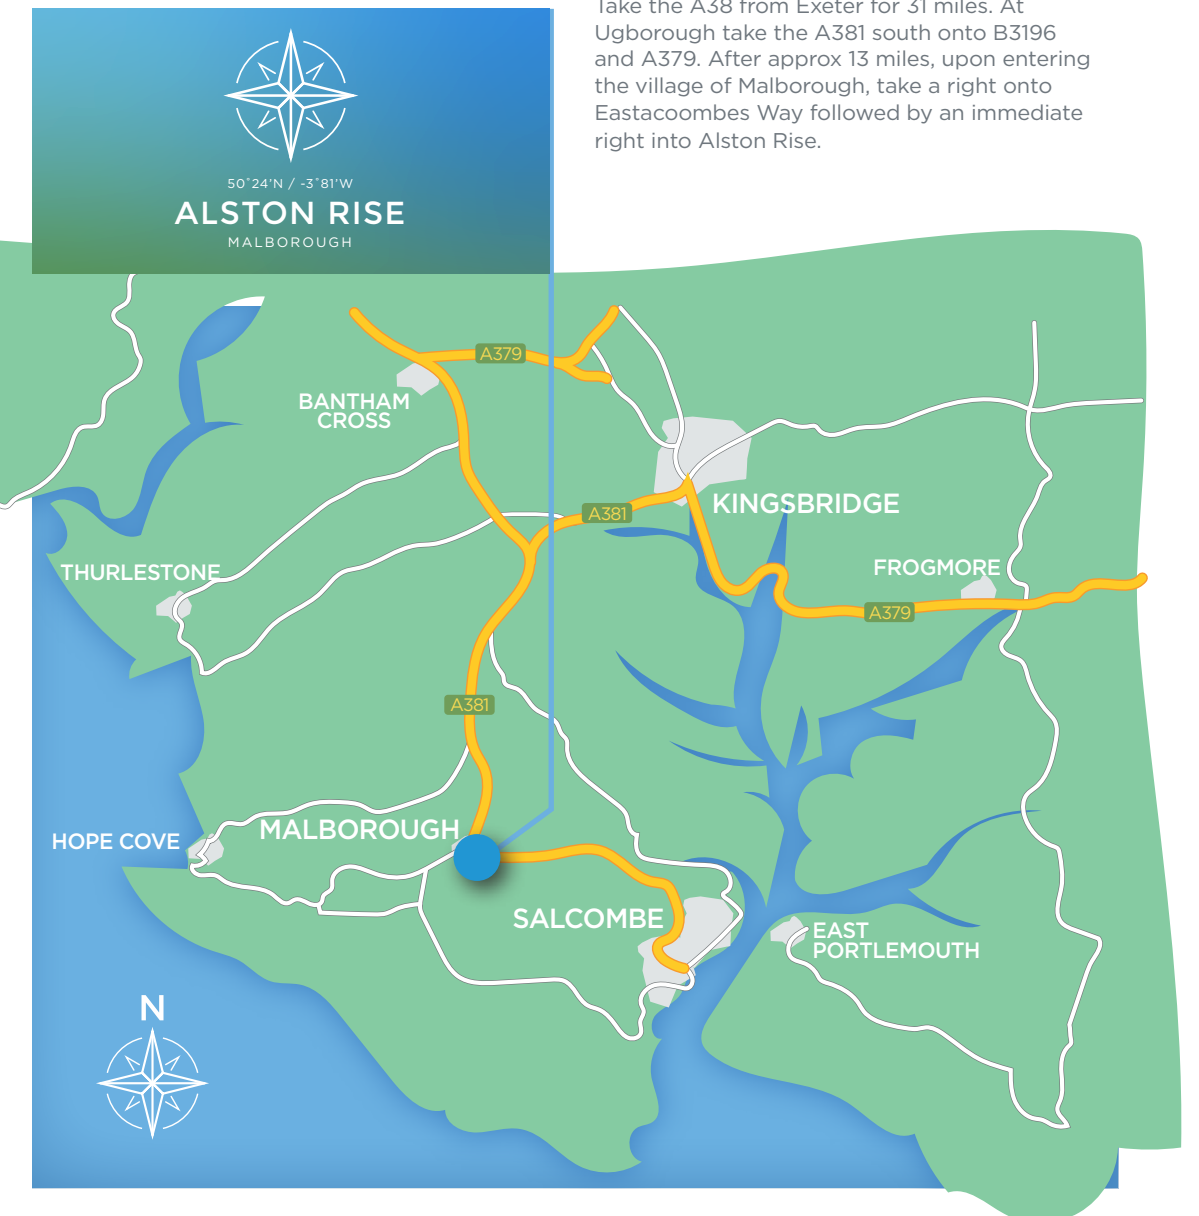 Take the A38 from Exeter for 31 miles. At
Ugborough take the A381 south onto B3196
and A379. After approx 13 miles, upon entering
the village of Malborough, take a right onto
Eastacoombes Way followed by an immediate
right into Alston Rise.
50°24'N / -3°81'W
ALSTON RISE
MALBOROUGH
A379
BANTHAM
CROSS
KINGSBRIDGE
A381
THURLESTONE
FROGMORE
A379
A381
MALBOROUGH
HOPE COVE
SALCOMBE
EAST
PORTLEMOUTH
N